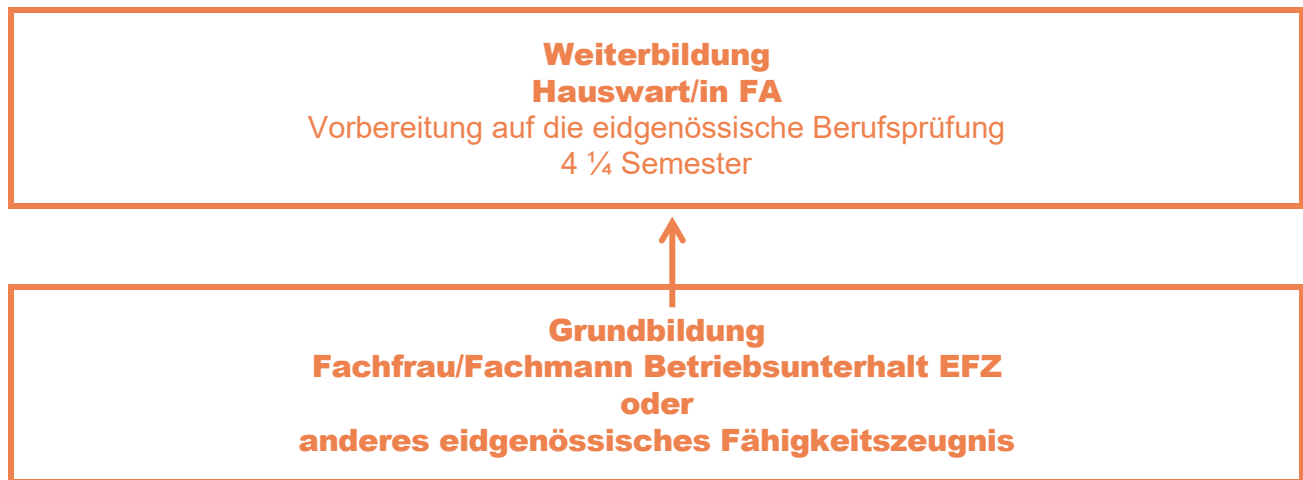 Weiterbildung
Hauswart/in FA
Vorbereitung auf die eidgenössische Berufsprüfung
4 ¼ Semester
Grundbildung
Fachfrau/Fachmann Betriebsunterhalt EFZ
oder
anderes eidgenössisches Fähigkeitszeugnis